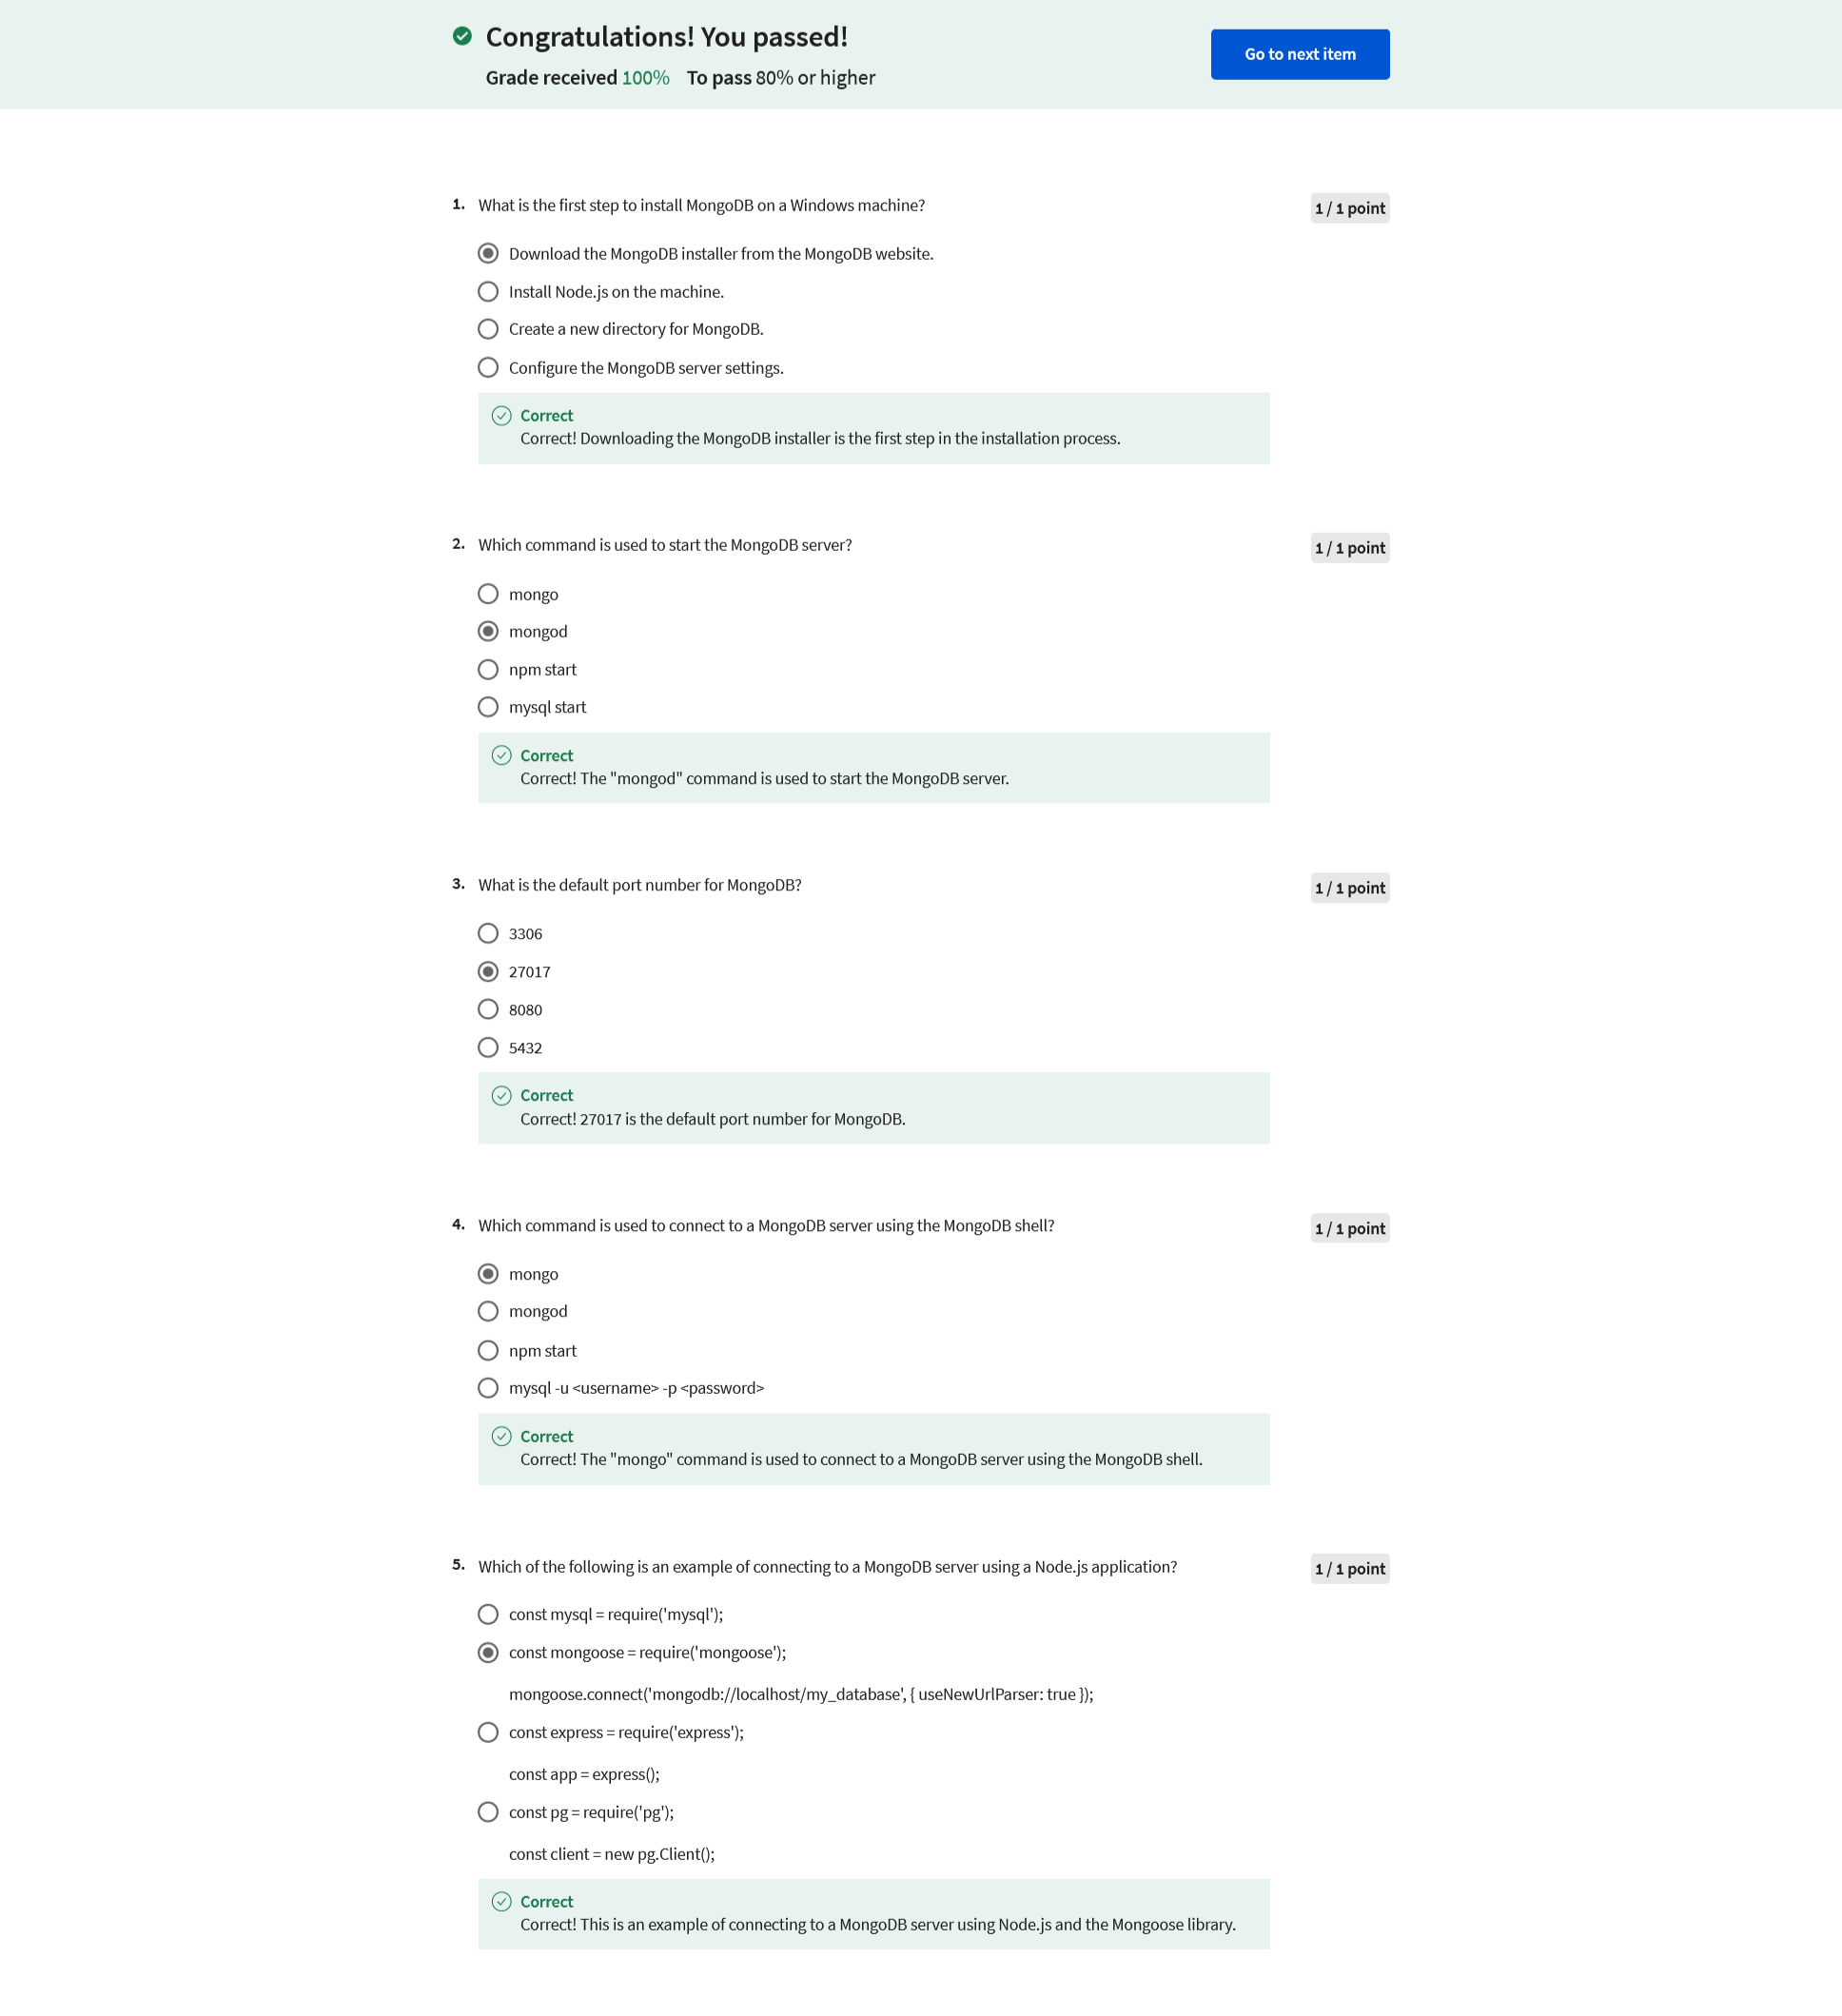 Congratulations! You passed!
Grade received 100% To pass 80% or higher
Go to next item
1. What is the first step to install MongoDB on a Windows machine?
1 / 1 point
Download the MongoDB installer from the MongoDB website.
Install Node.js on the machine.
Create a new directory for MongoDB.
Configure the MongoDB server settings.
Correct
Correct! Downloading the MongoDB installer is the first step in the installation process.
2. Which command is used to start the MongoDB server?
1 / 1 point
mongo
mongod
npm start
mysql start
Correct
Correct! The "mongod" command is used to start the MongoDB server.
3. What is the default port number for MongoDB?
1 / 1 point
3306
27017
8080
5432
Correct
Correct! 27017 is the default port number for MongoDB.
4. Which command is used to connect to a MongoDB server using the MongoDB shell?
1 / 1 point
mongo
mongod
npm start
mysql -u <username> -p <password>
Correct
Correct! The "mongo" command is used to connect to a MongoDB server using the MongoDB shell.
5. Which of the following is an example of connecting to a MongoDB server using a Node.js application?
1 / 1 point
const mysql = require('mysql');
const mongoose = require('mongoose');
mongoose.connect('mongodb://localhost/my_database', { useNewUrlParser: true });
const express = require('express');
const app = express();
const pg = require('pg');
const client = new pg.Client();
Correct
Correct! This is an example of connecting to a MongoDB server using Node.js and the Mongoose library.